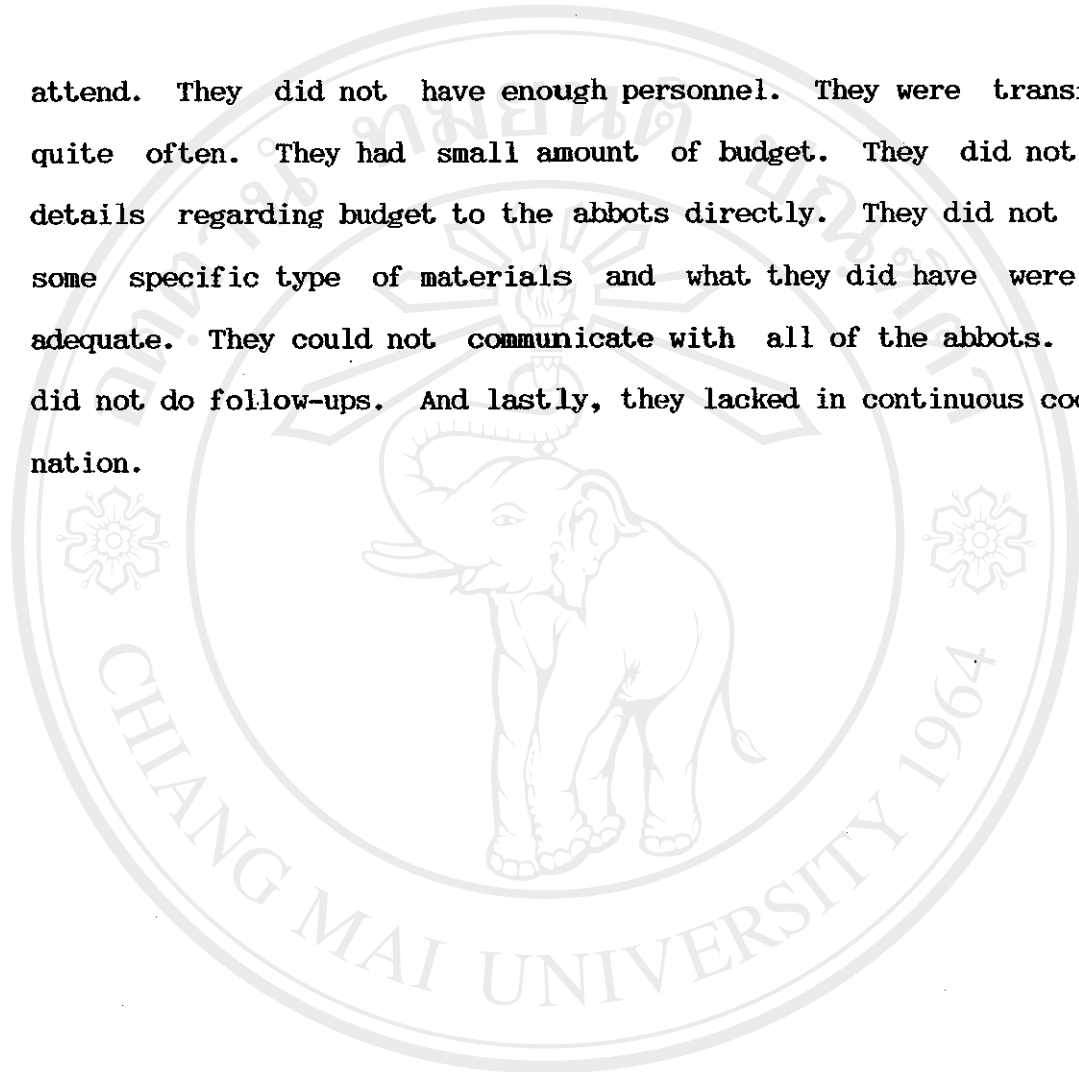 attend. They did not have enough personnel. They were
quite often. They had small amount of budget. They did not
details regarding budget to the abbots directly. They did not
some specific type of materials and what they did have were
adequate. They could not communicate with all of the abbots.
did not do follow-ups. And lastly, they lacked in continuous
nation.
CHIANG MAI UNIVERSITY 1964